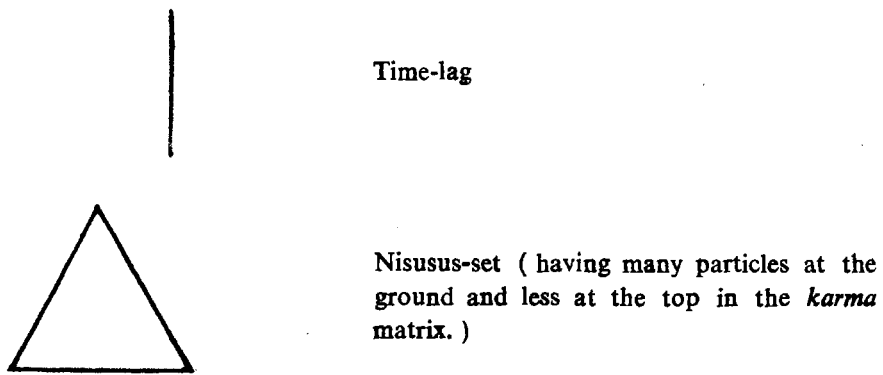 Time-lag
Nisusus-set ( having many particles at the
ground and less at the top in the karma
matrix. )